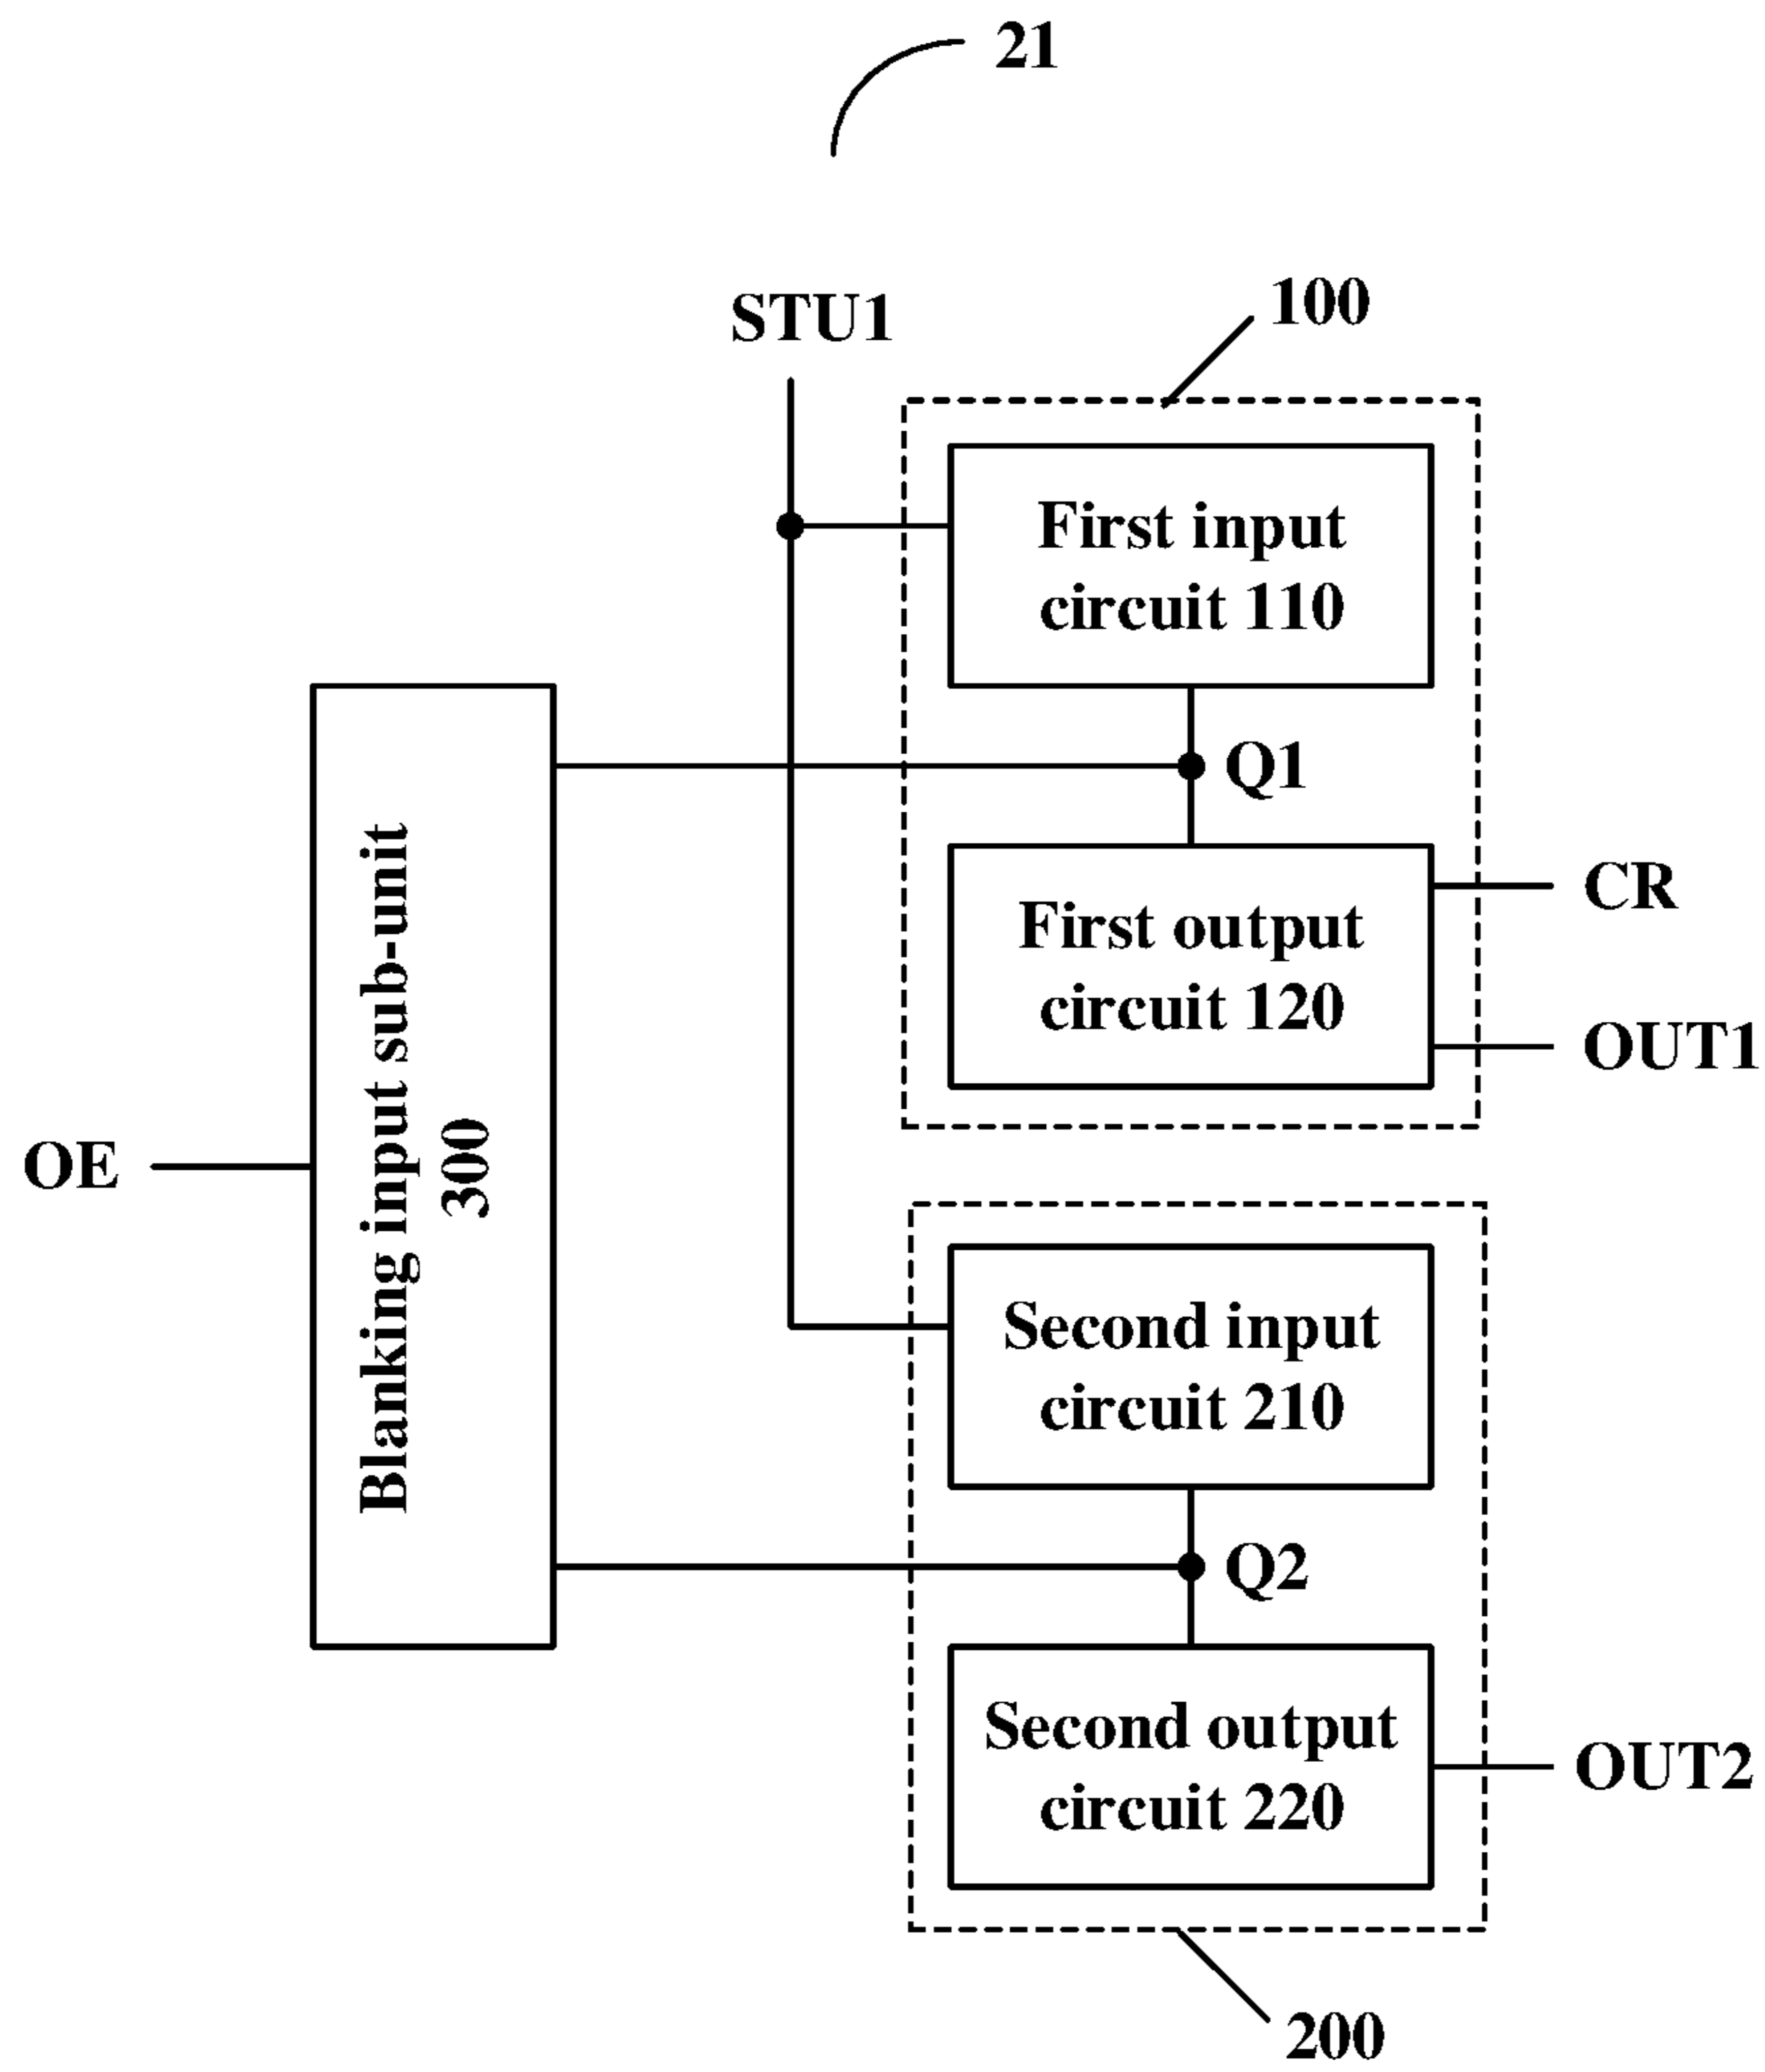 21
STU1
100
First input
circuit 110
Q1
First output
circuit 120
CR
OUT1
Blanking input sub-unit
300
OE
Second input
circuit 210
Q2
Second output
circuit 220
OUT2
200